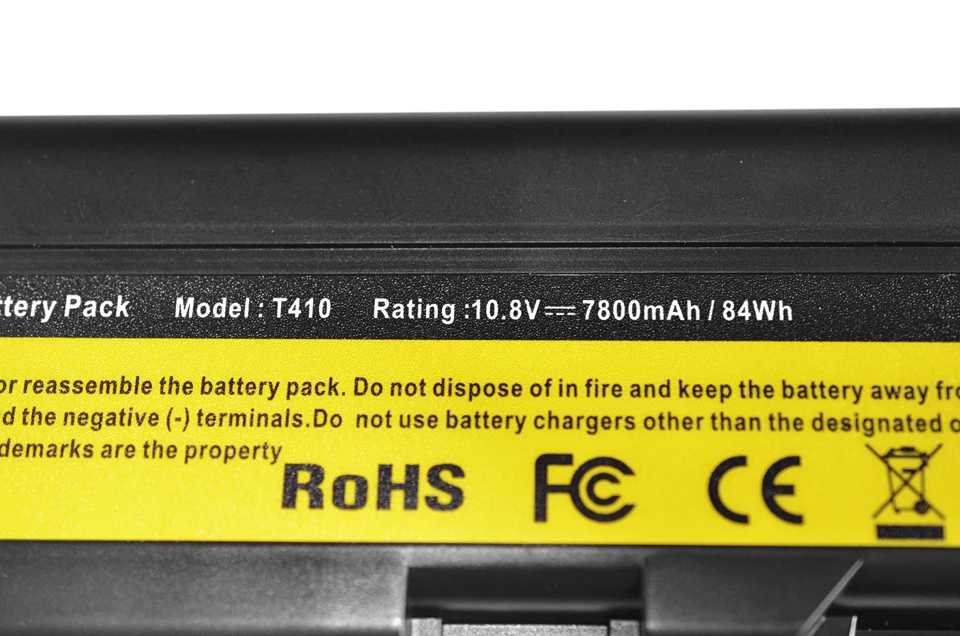 ttery Pack Model : T410 Rating :10.8V⎓7800mAh / 84Wh
or reassemble the battery pack. Do not dispose of in fire and keep the battery away fro
d the negative (-) terminals.Do not use battery chargers other than the designated o
demarks are the property
RoHS FC CE